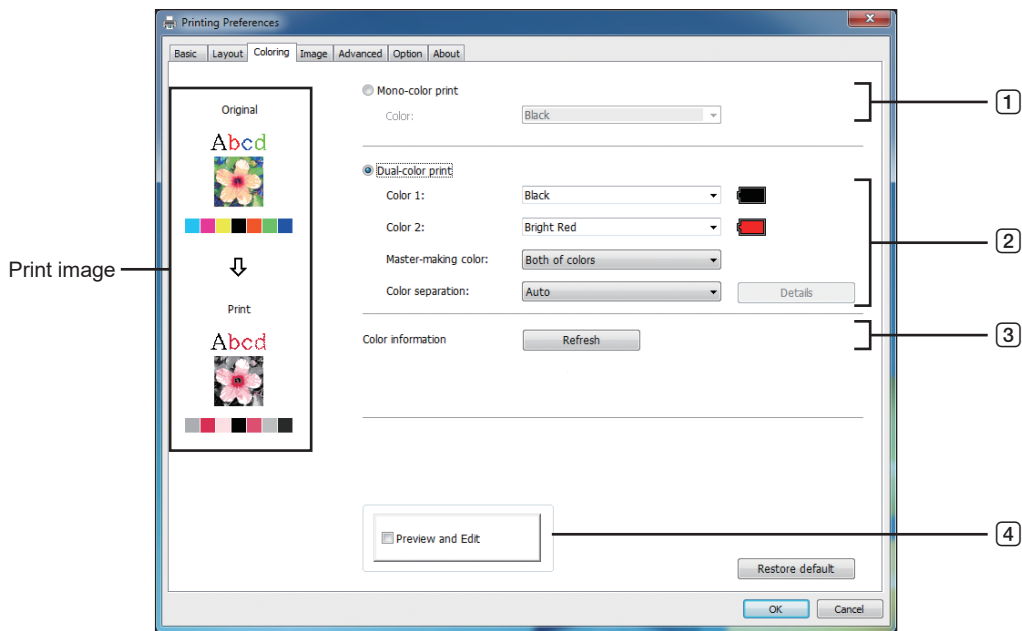 Printing Preferences
Basic Layout Coloring Image Advanced Option About
Original
Abcd
Print
Abcd
Print image
Mono-color print
Color: Black
1
Dual-color print
Color 1: Black
Color 2: Bright Red
Master-making color: Both of colors
Color separation: Auto Details
2
Color information Refresh
3
Preview and Edit
4
Restore default
OK Cancel